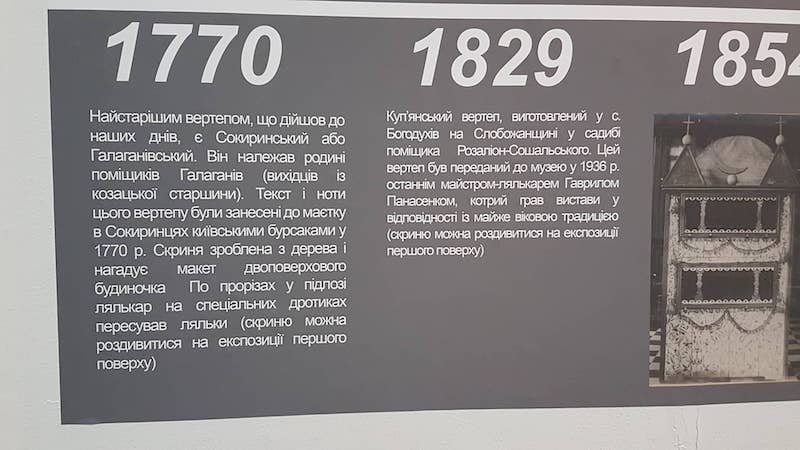 1770
Найстарішим вертепом, що дійшов до
наших днів, є Сокиринський або
Галаганівський. Він належав родині
поміщиків Галаганів (вихідців із
козацької старшини). Текст і ноти
цього вертепу були занесені до маєтку
в Сокиринцях київськими бурсаками у
1770 р. Скриня зроблена з дерева і
нагадує макет двоповерхового
будиночка По прорізах у підлозі
лялькар на спеціальних дротиках
пересував ляльки (скриню можна
роздивитися на експозиції першого
поверху)
1829
Куп'янський вертеп, виготовлений у с.
Богодухів на Слобожанщині у садибі
поміщика Розаліон-Сошальського. Цей
вертеп був переданий до музею у 1936 р.
останнім майстром-лялькарем Гаврилом
Панасенком, котрий грав вистави у
відповідності із майже віковою традицією
(скриню можна роздивитися на експозиції
першого поверху)
1854